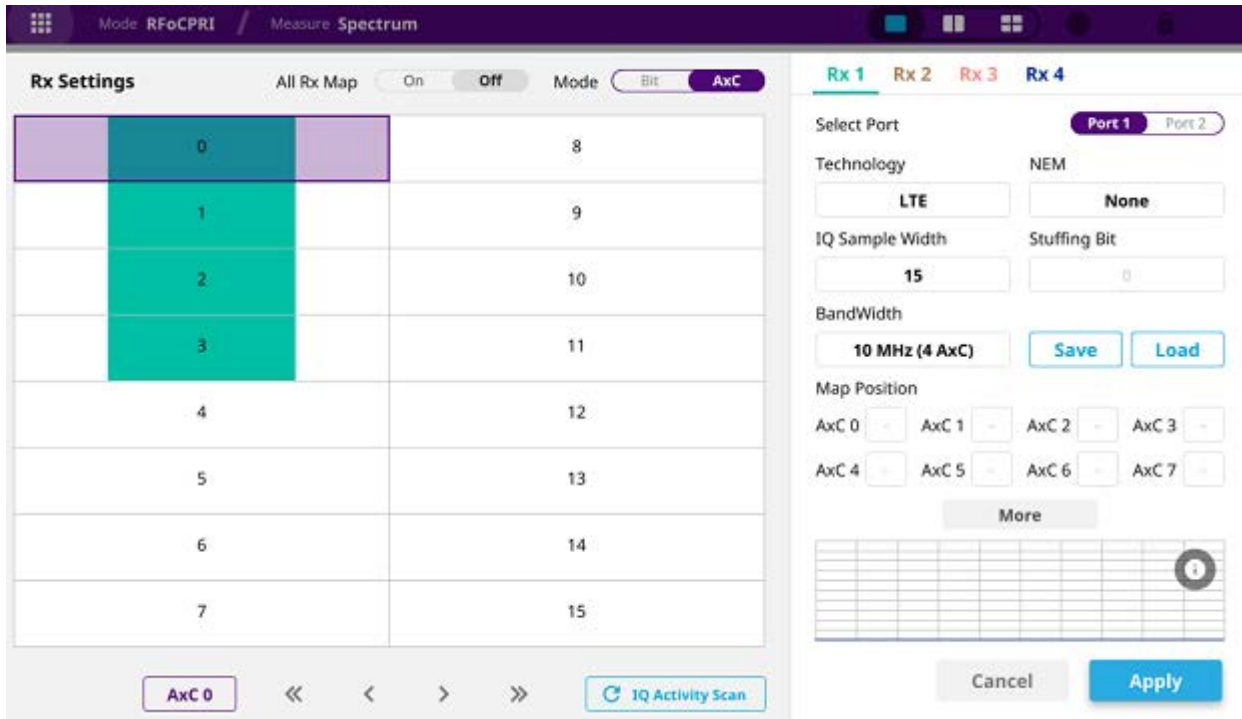 Mode RFoCPRI / Measure Spectrum
Rx Settings All Rx Map On Off Mode Bit AxC
0 8
1 9
2 10
3 11
4 12
5 13
6 14
7 15
AxC 0 IQ Activity Scan
Rx 1 Rx 2 Rx 3 Rx 4
Select Port Port 1 Port 2
Technology NEM
LTE None
IQ Sample Width Stuffing Bit
15 0
BandWidth
10 MHz (4 AxC) Save Load
Map Position
AxC 0 - AxC 1 - AxC 2 - AxC 3 -
AxC 4 - AxC 5 - AxC 6 - AxC 7 -
More
Cancel Apply